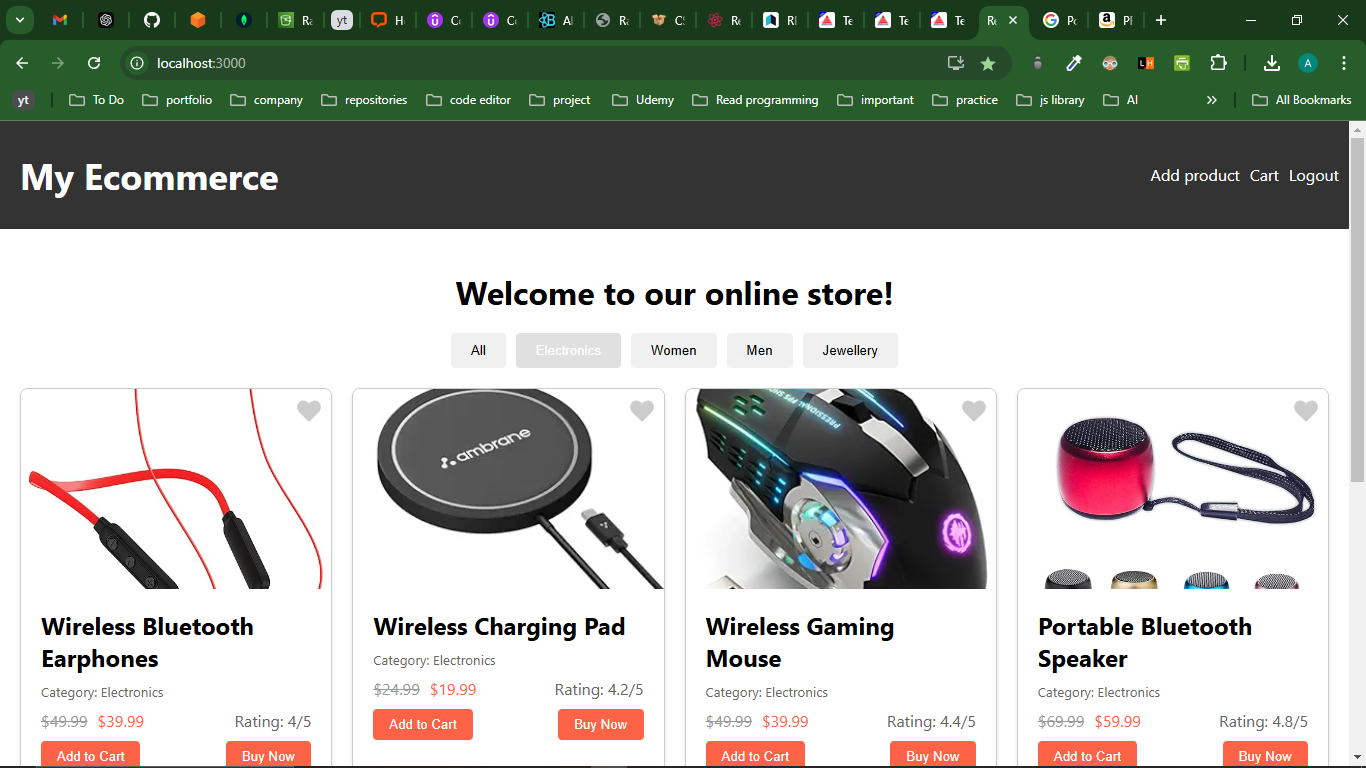 yt
Ra
H
Co
Co
Al
Ra
CS
Re
Rl
Te
Te
Te
Re
Po
Pl
localhost:3000
L H
A
yt
To Do
portfolio
company
repositories
code editor
project
Udemy
Read programming
important
practice
js library
AI
All Bookmarks
My Ecommerce
Add product Cart Logout
Welcome to our online store!
All Electronics Women Men Jewellery
ambrane
Wireless Bluetooth
Earphones
Category: Electronics
$49.99 $39.99 Rating: 4/5
Add to Cart Buy Now
Wireless Charging Pad
Category: Electronics
$24.99 $19.99 Rating: 4.2/5
Add to Cart Buy Now
Wireless Gaming
Mouse
Category: Electronics
$49.99 $39.99 Rating: 4.4/5
Add to Cart Buy Now
Portable Bluetooth
Speaker
Category: Electronics
$69.99 $59.99 Rating: 4.8/5
Add to Cart Buy Now